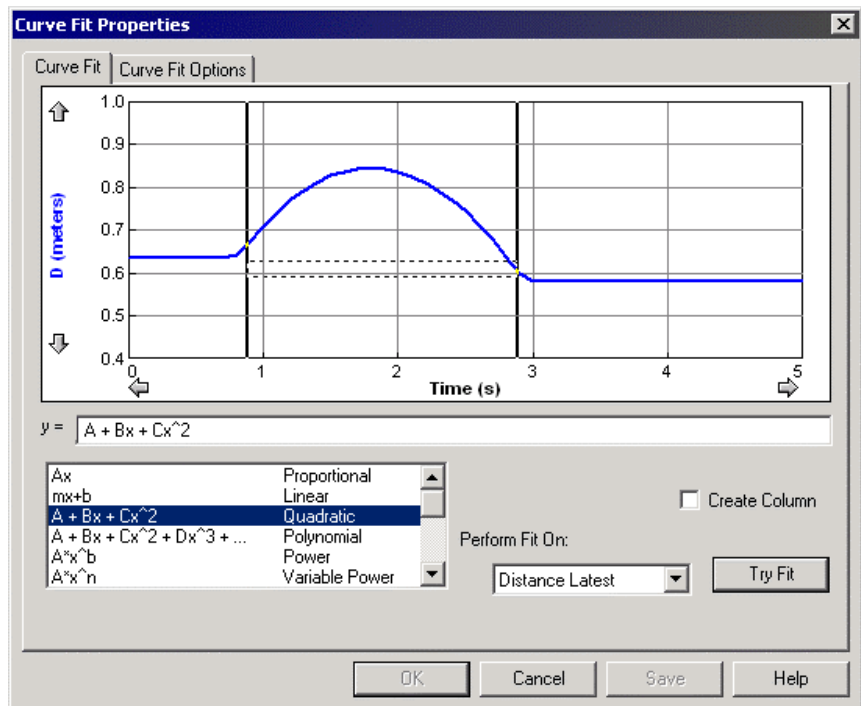 Curve Fit Properties
Curve Fit
Curve Fit Options
1.0
0.9
0.8
0.7
0.6
0.5
0.4
D (meters)
0 1 2 3 4 5
Time (s)
y = A + Bx + Cx^2
Ax Proportional
mx+b Linear
A + Bx + Cx^2 Quadratic
A + Bx + Cx^2 + Dx^3 + ... Polynomial
A*x^b Power
A*x^n Variable Power
Create Column
Perform Fit On:
Distance Latest
Try Fit
OK Cancel Save Help